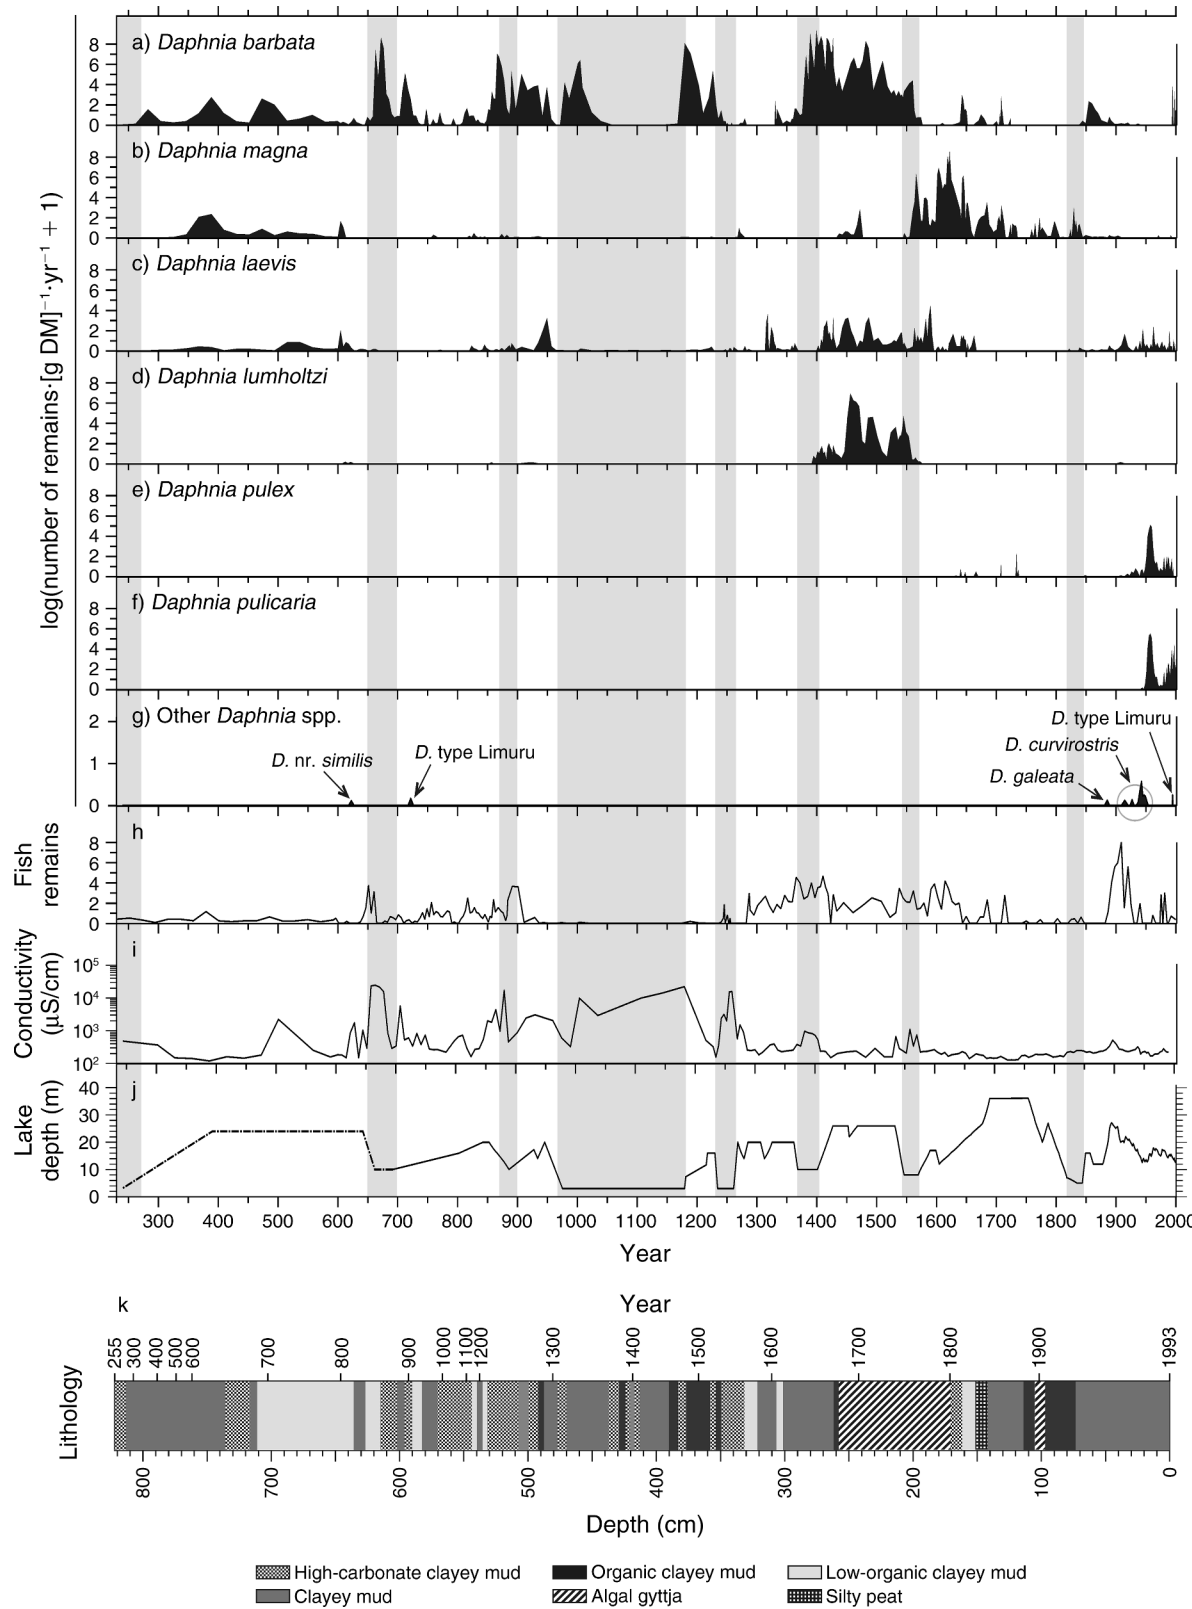 a) Daphnia barbata
8
6
4
2
0
b) Daphnia magna
8
6
4
2
0
c) Daphnia laevis
8
6
4
2
0
d) Daphnia lumholtzi
8
6
4
2
0
e) Daphnia pulex
8
6
4
2
0
f) Daphnia pulicaria
8
6
4
2
0
log(number of remains·[g DM]⁻¹·yr⁻¹ + 1)
g) Other Daphnia spp.
2
1
0
D. nr. similis
D. type Limuru
D. type Limuru
D. curvirostris
D. galeata
h
Fish
remains
8
6
4
2
0
i
Conductivity
(µS/cm)
10⁵
10⁴
10³
10²
j
Lake
depth (m)
40
30
20
10
0
300 400 500 600 700 800 900 1000 1100 1200 1300 1400 1500 1600 1700 1800 1900 2000
Year
k
Year
255 300 400 500 600 700 800 900 1000 1100 1200 1300 1400 1500 1600 1700 1800 1900 1993
Lithology
800 700 600 500 400 300 200 100 0
Depth (cm)
High-carbonate clayey mud Organic clayey mud Low-organic clayey mud
Clayey mud Algal gyttja Silty peat